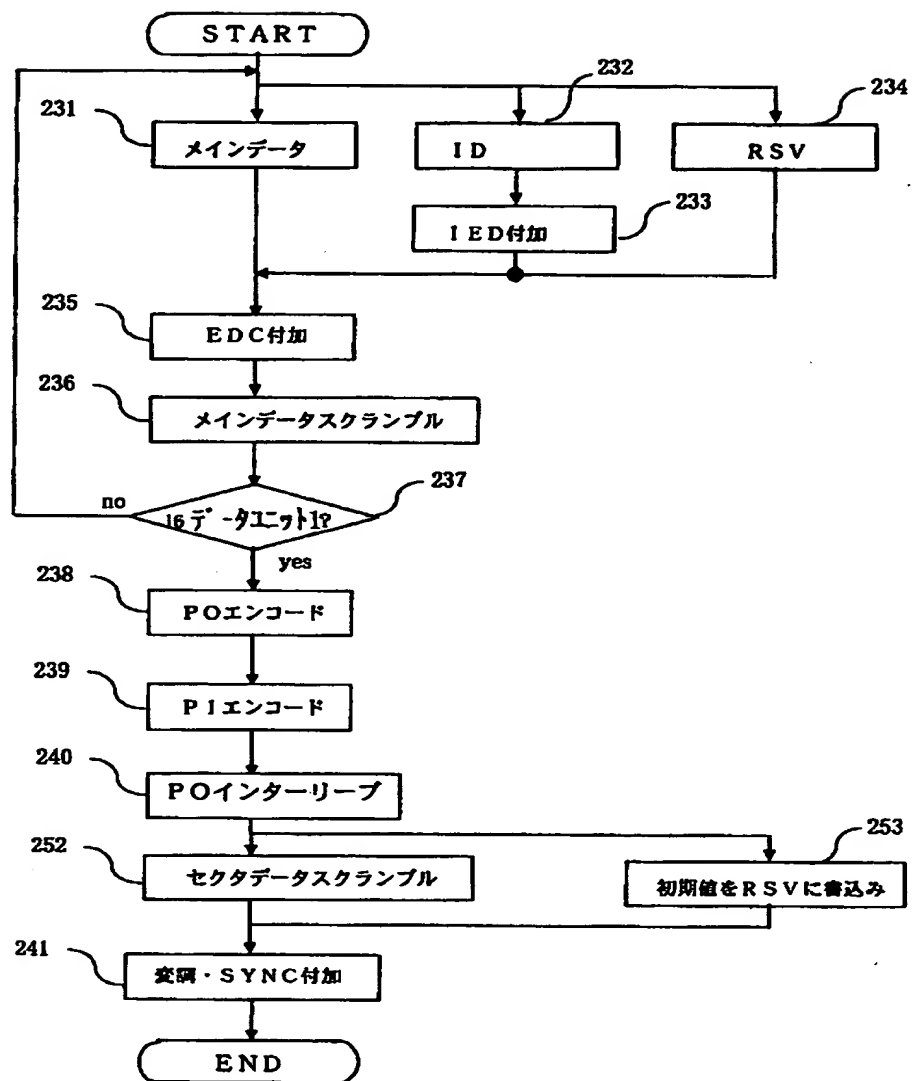 START
232
234
231
メインデータ
ID
RSV
233
IED付加
235
EDC付加
236
メインデータスクランブル
no
237
16データユニット1?
yes
238
POエンコード
239
PIエンコード
240
POインターリーブ
253
252
セクタデータスクランブル
初期値をRSVに書込み
241
変調・SYNC付加
END